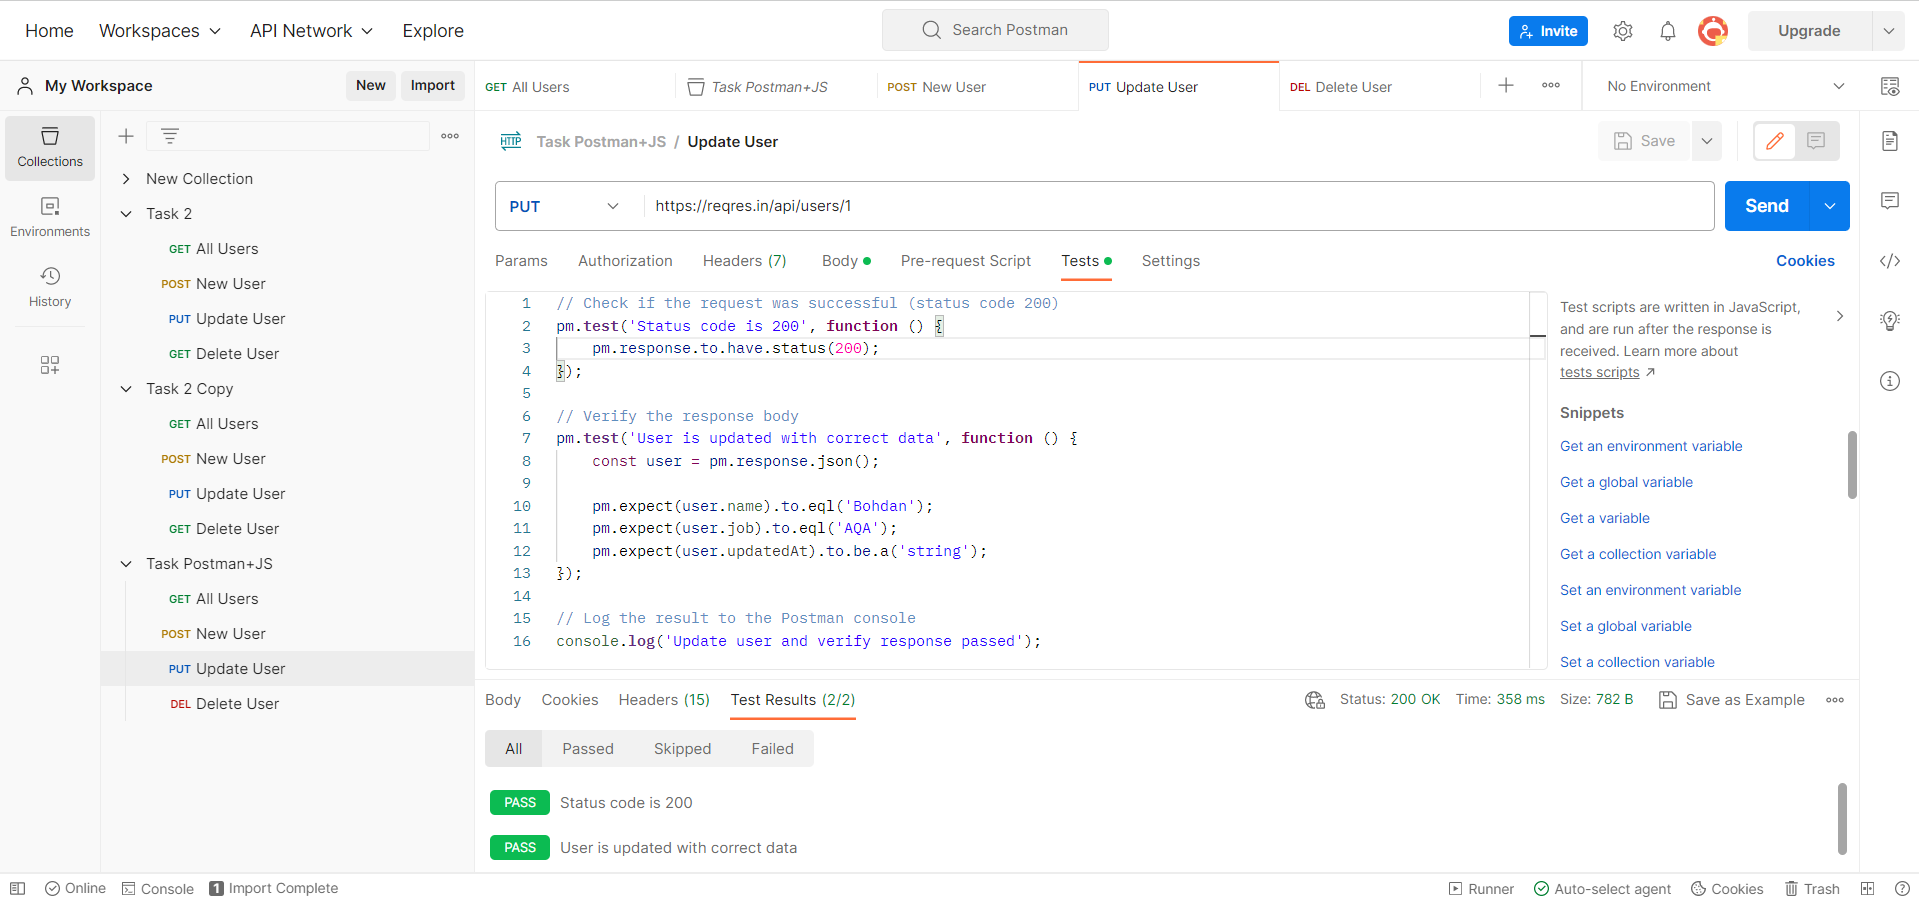 Home Workspaces API Network Explore Search Postman Invite Upgrade
My Workspace New Import GET All Users Task Postman+JS POST New User PUT Update User DEL Delete User No Environment
Collections
Environments
History
New Collection
Task 2
GET All Users
POST New User
PUT Update User
GET Delete User
Task 2 Copy
GET All Users
POST New User
PUT Update User
GET Delete User
Task Postman+JS
GET All Users
POST New User
PUT Update User
DEL Delete User
HTTP Task Postman+JS / Update User Save
PUT https://reqres.in/api/users/1 Send
Params Authorization Headers (7) Body Pre-request Script Tests Settings Cookies
1 // Check if the request was successful (status code 200)
2 pm.test('Status code is 200', function () {
3 pm.response.to.have.status(200);
4 });
5
6 // Verify the response body
7 pm.test('User is updated with correct data', function () {
8 const user = pm.response.json();
9
10 pm.expect(user.name).to.eql('Bohdan');
11 pm.expect(user.job).to.eql('AQA');
12 pm.expect(user.updatedAt).to.be.a('string');
13 });
14
15 // Log the result to the Postman console
16 console.log('Update user and verify response passed');
Test scripts are written in JavaScript,
and are run after the response is
received. Learn more about
tests scripts ↗
Snippets
Get an environment variable
Get a global variable
Get a variable
Get a collection variable
Set an environment variable
Set a global variable
Set a collection variable
Body Cookies Headers (15) Test Results (2/2) Status: 200 OK Time: 358 ms Size: 782 B Save as Example
All Passed Skipped Failed
PASS Status code is 200
PASS User is updated with correct data
Online Console 1 Import Complete Runner Auto-select agent Cookies Trash